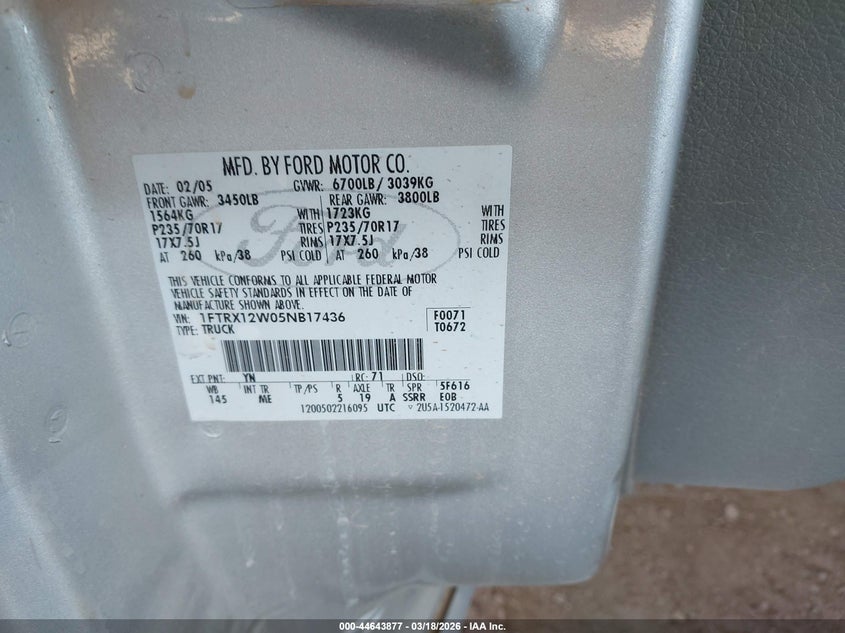 MFD. BY FORD MOTOR CO.
DATE: 02/05 GVWR: 6700LB/ 3039KG
FRONT GAWR: 3450LB REAR GAWR: 3800LB
1564KG WITH 1723KG WITH
P235/70R17 TIRES P235/70R17 TIRES
17X7.5J RIMS 17X7.5J RIMS
AT 260 kPa/38 PSI COLD AT 260 kPa/38 PSI COLD
Ford
THIS VEHICLE CONFORMS TO ALL APPLICABLE FEDERAL MOTOR
VEHICLE SAFETY STANDARDS IN EFFECT ON THE DATE OF
MANUFACTURE SHOWN ABOVE.
VIN: 1FTRX12W05NB17436 F0071
TYPE: TRUCK T0672
EXT PNT: YN RC: 71 DSO:
WB INT TR TP/PS R AXLE TR SPR 5F616
145 ME 5 19 A SSRR EOB
1200502216095 UTC ▽ 2U5A-1520472-AA
000-44643877 — 03/18/2026 — IAA Inc.